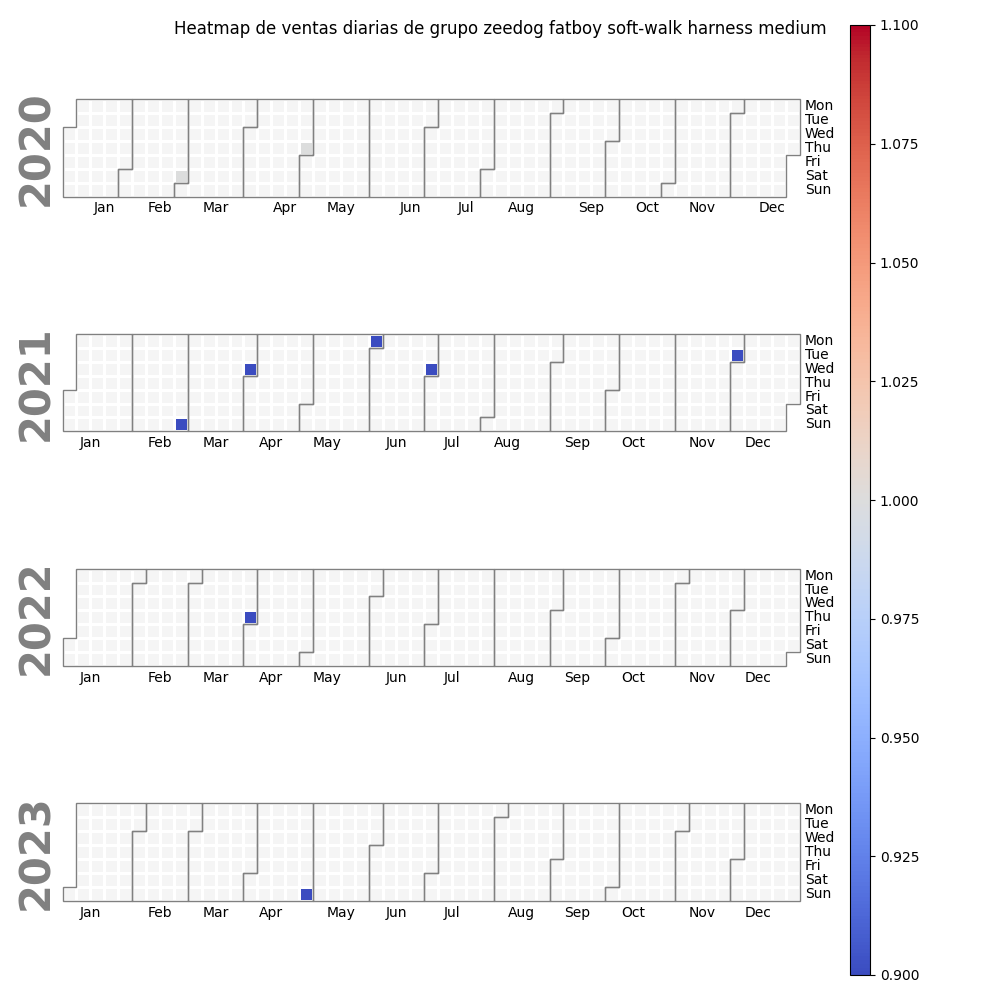 Heatmap de ventas diarias de grupo zeedog fatboy soft-walk harness medium
2020
Mon
Tue
Wed
Thu
Fri
Sat
Sun
Jan Feb Mar Apr May Jun Jul Aug Sep Oct Nov Dec
2021
Mon
Tue
Wed
Thu
Fri
Sat
Sun
Jan Feb Mar Apr May Jun Jul Aug Sep Oct Nov Dec
2022
Mon
Tue
Wed
Thu
Fri
Sat
Sun
Jan Feb Mar Apr May Jun Jul Aug Sep Oct Nov Dec
2023
Mon
Tue
Wed
Thu
Fri
Sat
Sun
Jan Feb Mar Apr May Jun Jul Aug Sep Oct Nov Dec
1.100
1.075
1.050
1.025
1.000
0.975
0.950
0.925
0.900